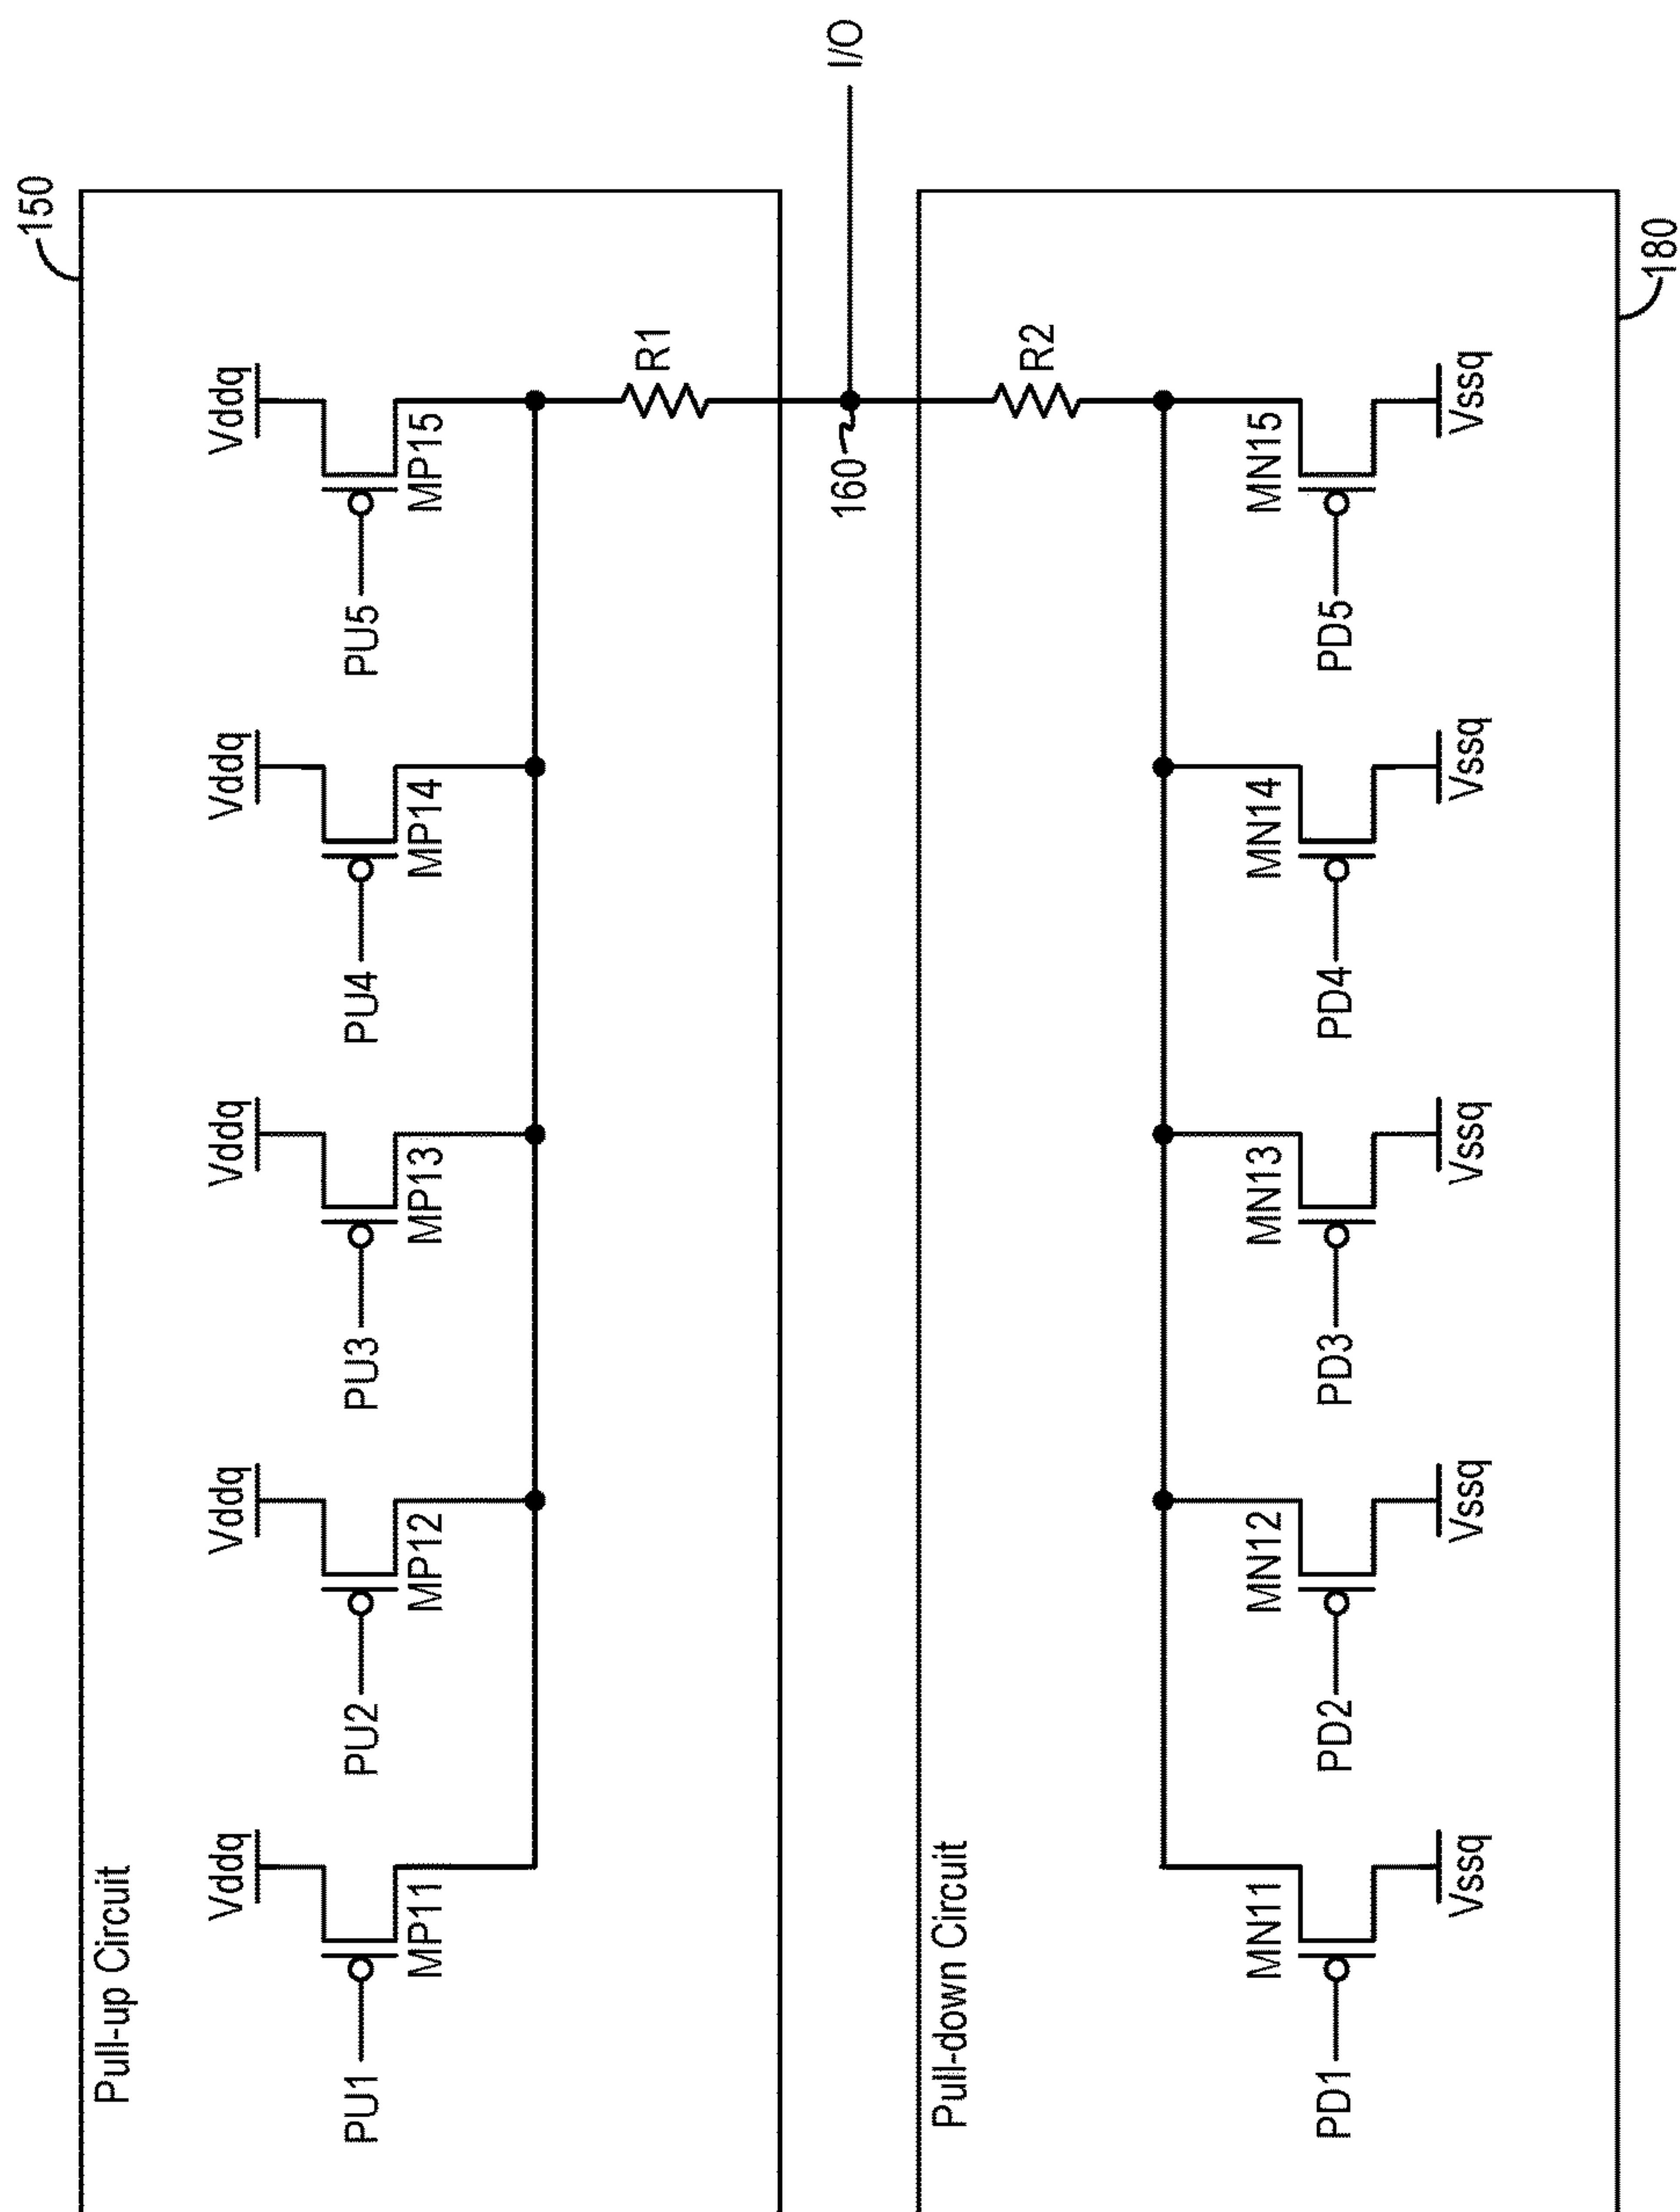 150
Pull-up Circuit
Vddq Vddq Vddq Vddq Vddq
PU1 PU2 PU3 PU4 PU5
MP11 MP12 MP13 MP14 MP15
R1
160
I/O
Pull-down Circuit
R2
MN11 MN12 MN13 MN14 MN15
PD1 PD2 PD3 PD4 PD5
Vssq Vssq Vssq Vssq Vssq
180